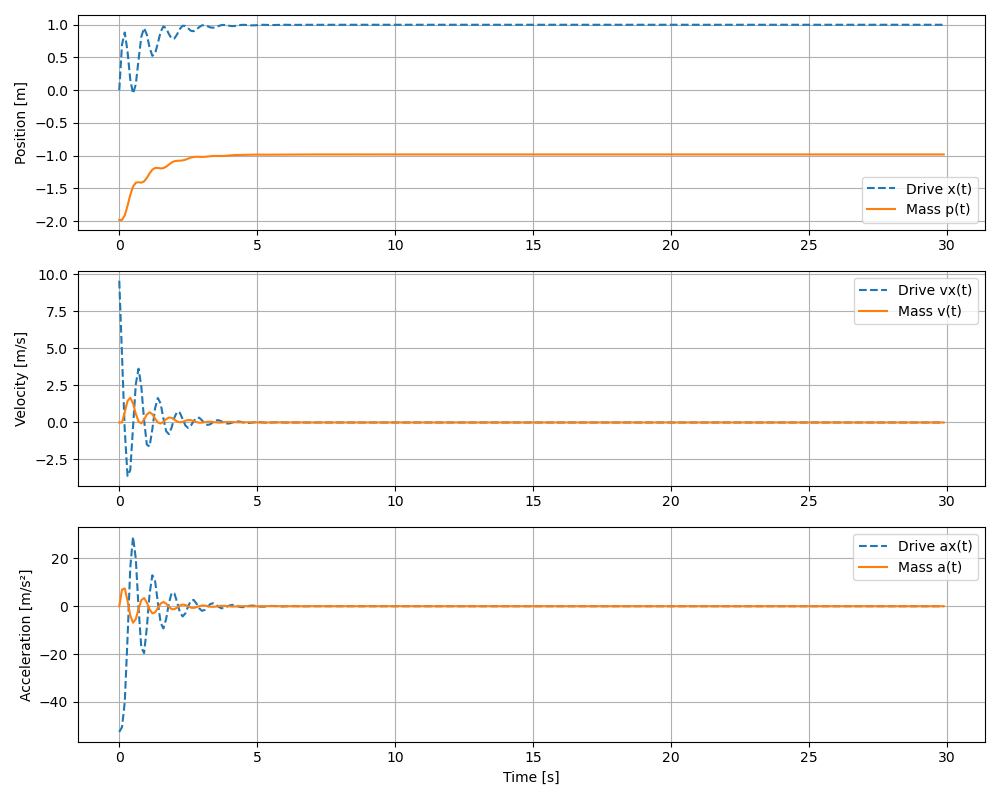 Position [m]
1.0
0.5
0.0
−0.5
−1.0
−1.5
−2.0
Drive x(t)
Mass p(t)
0 5 10 15 20 25 30
Velocity [m/s]
10.0
7.5
5.0
2.5
0.0
−2.5
Drive vx(t)
Mass v(t)
0 5 10 15 20 25 30
Acceleration [m/s²]
20
0
−20
−40
Drive ax(t)
Mass a(t)
0 5 10 15 20 25 30
Time [s]